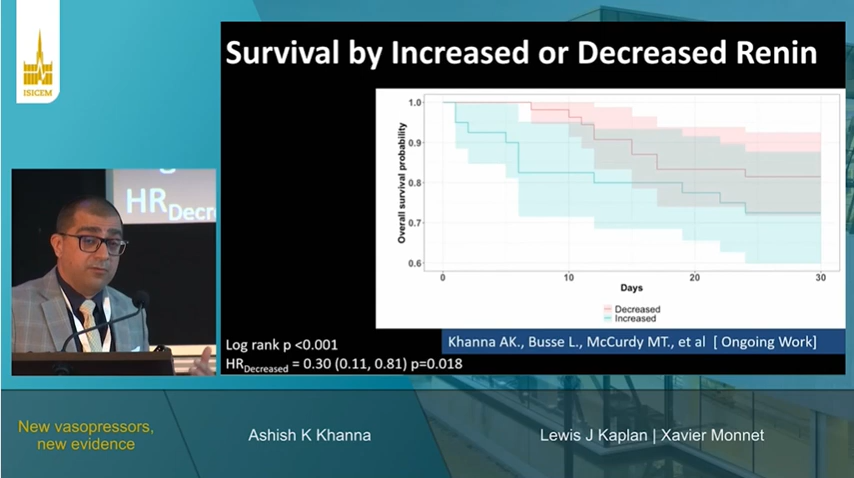 ISICEM
Survival by Increased or Decreased Renin
HR Decr
Overall survival probability
1.0
0.9
0.8
0.7
0.6
0
10
20
30
Days
Decreased
Increased
Log rank p <0.001
HR Decreased = 0.30 (0.11, 0.81) p=0.018
Khanna AK., Busse L., McCurdy MT., et al [ Ongoing Work]
New vasopressors,
new evidence
Ashish K Khanna
Lewis J Kaplan | Xavier Monnet